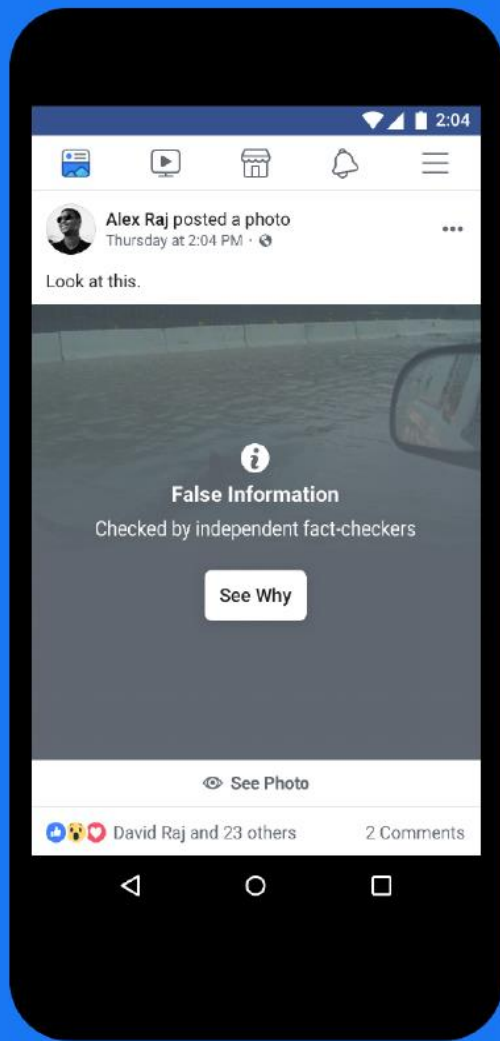 2:04
Alex Raj posted a photo
Thursday at 2:04 PM ·
Look at this.
False Information
Checked by independent fact-checkers
See Why
See Photo
David Raj and 23 others 2 Comments